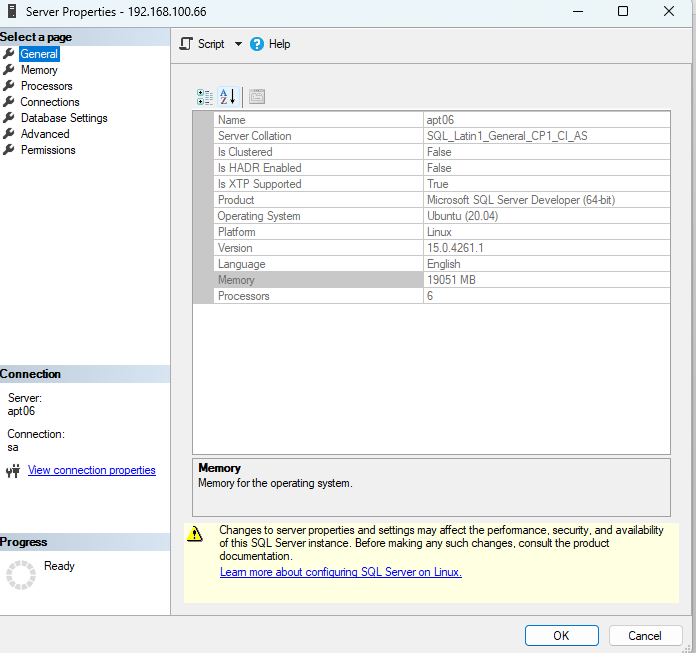 Server Properties - 192.168.100.66
Select a page
General
Memory
Processors
Connections
Database Settings
Advanced
Permissions
Connection
Server:
apt06
Connection:
sa
View connection properties
Progress
Ready
Script
Help
Name apt06
Server Collation SQL_Latin1_General_CP1_CI_AS
Is Clustered False
Is HADR Enabled False
Is XTP Supported True
Product Microsoft SQL Server Developer (64-bit)
Operating System Ubuntu (20.04)
Platform Linux
Version 15.0.4261.1
Language English
Memory 19051 MB
Processors 6
Memory
Memory for the operating system.
Changes to server properties and settings may affect the performance, security, and availability
of this SQL Server instance. Before making any such changes, consult the product
documentation.
Learn more about configuring SQL Server on Linux.
OK
Cancel